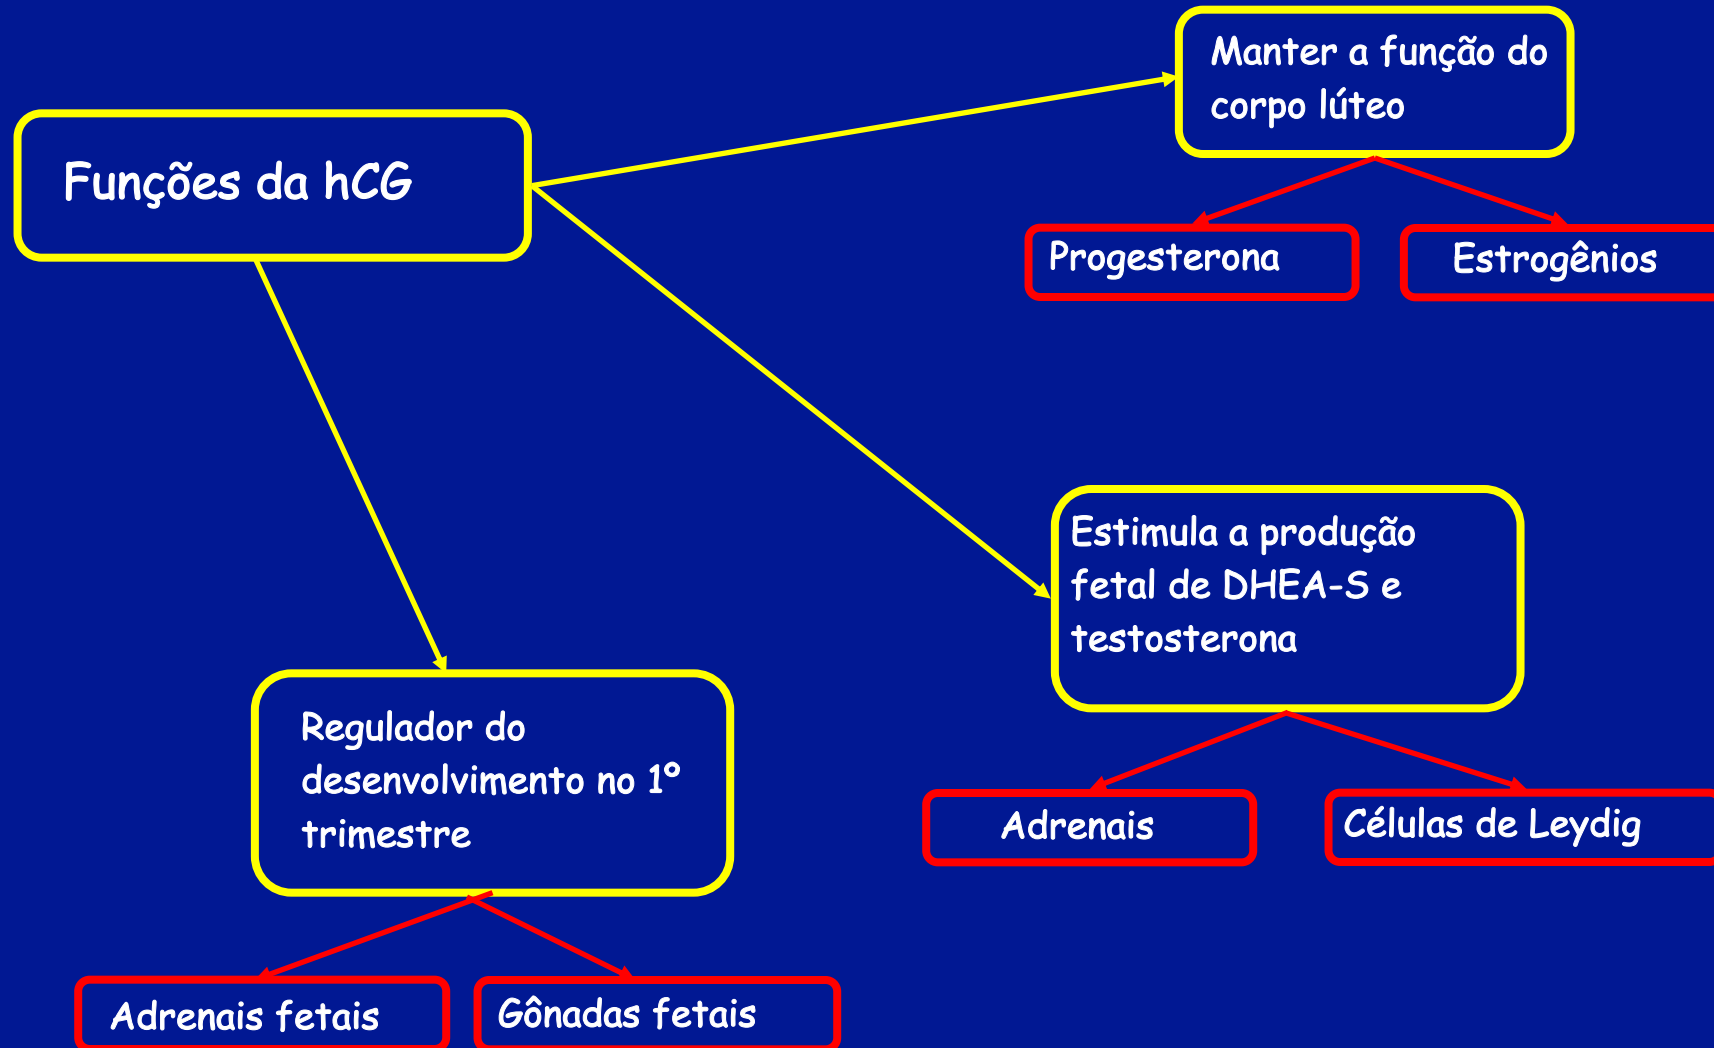 Funções da hCG
Manter a função do
corpo lúteo
Progesterona
Estrogênios
Estimula a produção
fetal de DHEA-S e
testosterona
Adrenais
Células de Leydig
Regulador do
desenvolvimento no 1º
trimestre
Adrenais fetais
Gônadas fetais